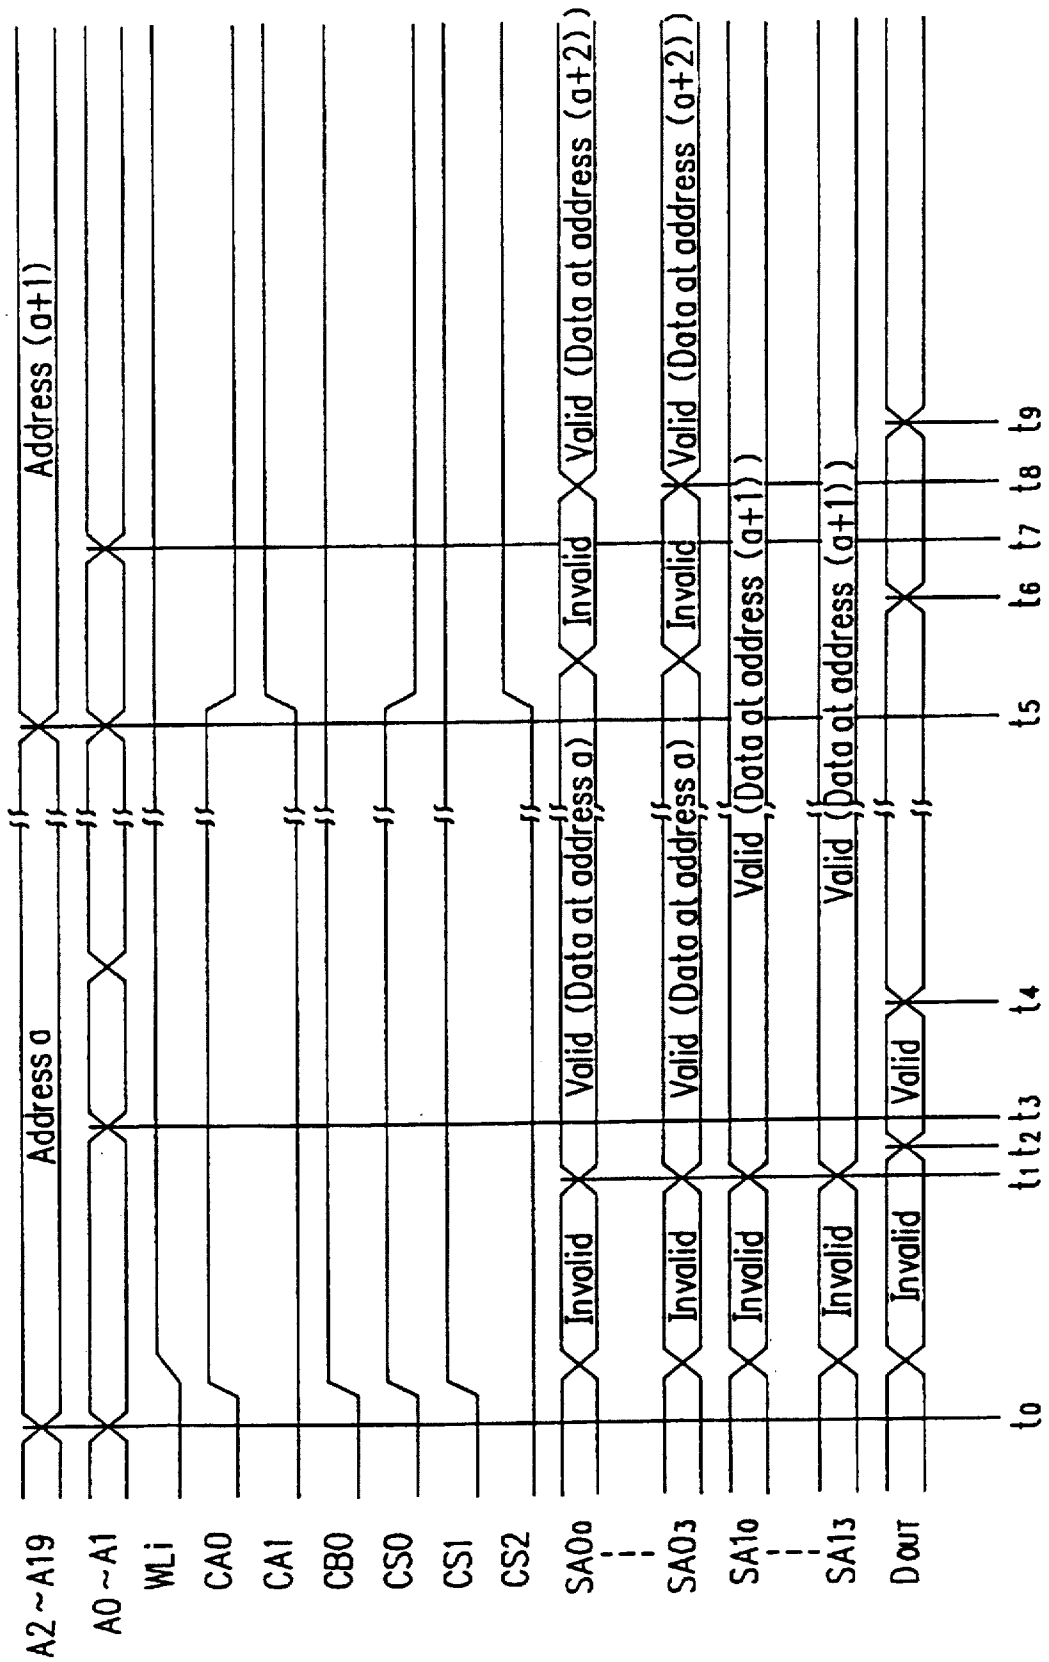 A2~A19 Address a Address (a+1)
A0~A1
WLi
CA0
CA1
CB0
CS0
CS1
CS2
SA00 Invalid Valid (Data at address a) Invalid Valid (Data at address (a+2))
SA03 Invalid Valid (Data at address a) Invalid Valid (Data at address (a+2))
SA10 Invalid Valid (Data at address (a+1))
SA13 Invalid Valid (Data at address (a+1))
DOUT Invalid Valid
t0 t1 t2 t3 t4 t5 t6 t7 t8 t9